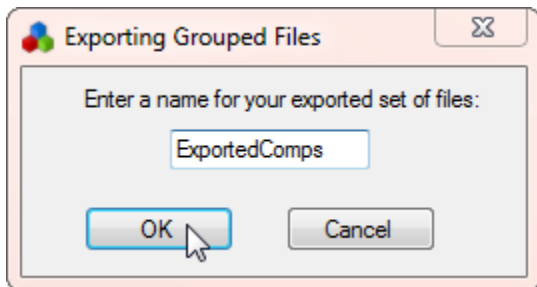 Exporting Grouped Files
Enter a name for your exported set of files:
ExportedComps
OK
Cancel